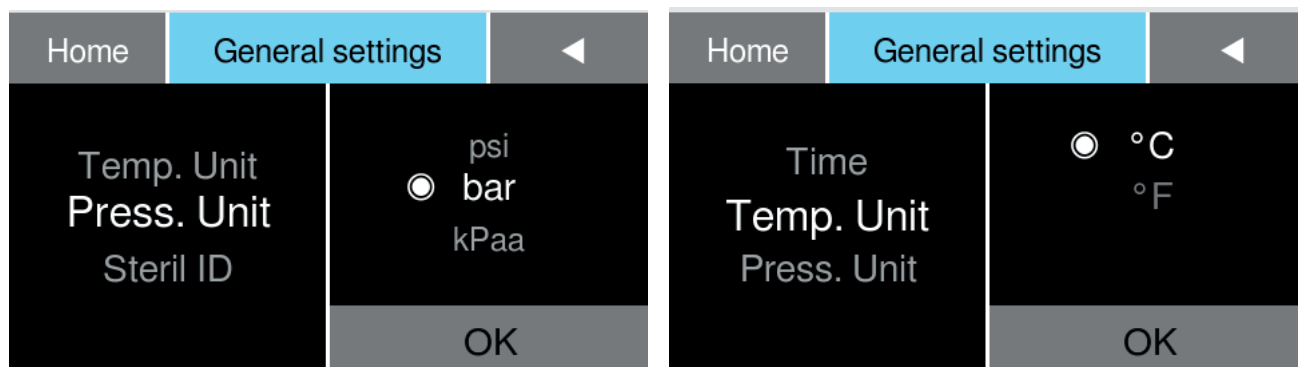 Home General settings
Temp. Unit
Press. Unit
Steril ID
psi
bar
kPaa
OK
Home General settings
Time
Temp. Unit
Press. Unit
°C
°F
OK